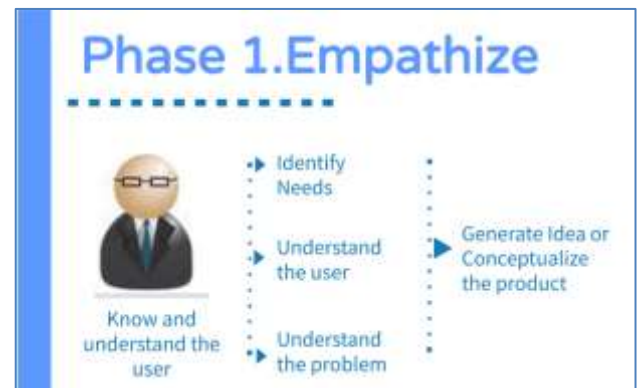 Phase 1.Empathize
Know and
understand the
user
Identify
Needs
Understand
the user
Understand
the problem
Generate Idea or
Conceptualize
the product